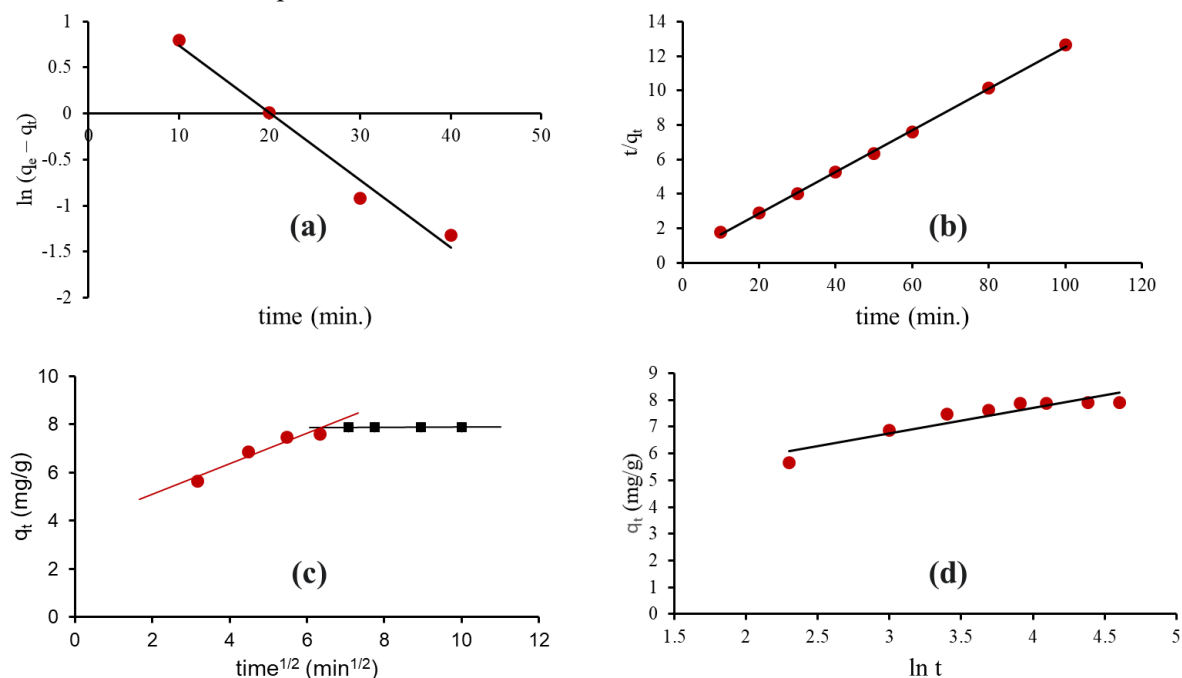 1
0.5
0
-0.5
-1
-1.5
-2
0 10 20 30 40 50
ln (qe – qt)
time (min.)
(a)
14
12
10
8
6
4
2
0
0 20 40 60 80 100 120
t/qt
time (min.)
(b)
10
8
6
4
2
0
0 2 4 6 8 10 12
qt (mg/g)
time1/2 (min1/2)
(c)
9
8
7
6
5
4
3
2
1
0
1.5 2 2.5 3 3.5 4 4.5 5
qt (mg/g)
ln t
(d)